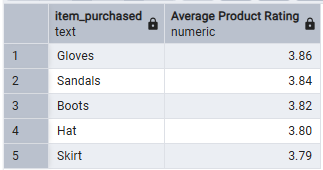 item_purchased Average Product Rating
text numeric
1 Gloves 3.86
2 Sandals 3.84
3 Boots 3.82
4 Hat 3.80
5 Skirt 3.79